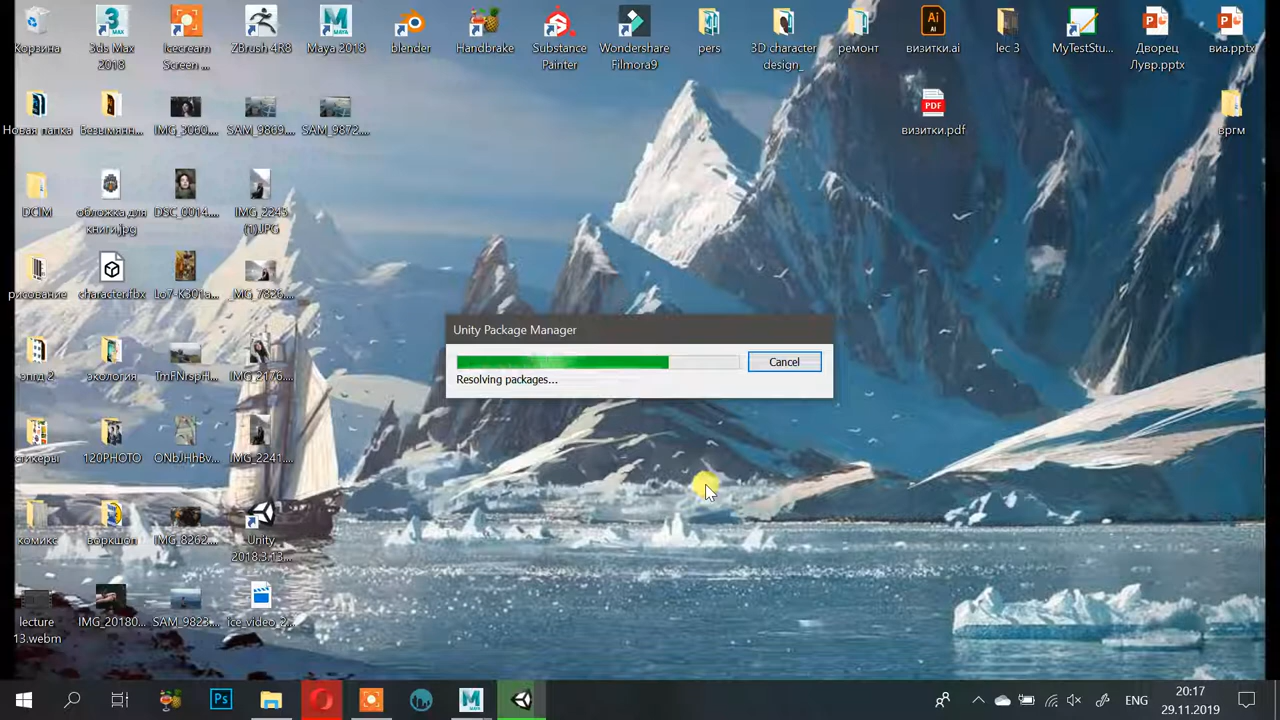 Корзина
3ds Max
2018
Icecream
Screen ...
ZBrush 4R8
Maya 2018
blender
Handbrake
Substance
Painter
Wondershare
Filmora9
pers
3D character
design_
ремонт
визитки.ai
lec 3
MyTestStu...
Дворец
Лувр.pptx
виа.pptx
Новая папка
Безымянн...
IMG_3060....
SAM_9869....
SAM_9872....
PDF
визитки.pdf
вргм
DCIM
обложка для
книги.jpg
DSC_0014....
IMG_2245
(1).JPG
Unity Package Manager
Cancel
Resolving packages...
рисование
character.fbx
Lo7-K301a...
_MG_7826....
эпгд 2
экология
TmFNrspH...
IMG_2176....
стикеры
120PHOTO
ONbJHhBv...
IMG_2241....
комикс
воркшоп
IMG_8262....
Unity
2018.3.13...
lecture
13.webm
IMG_20180...
SAM_9823....
ice_video_2...
Ps
ENG
20:17
29.11.2019